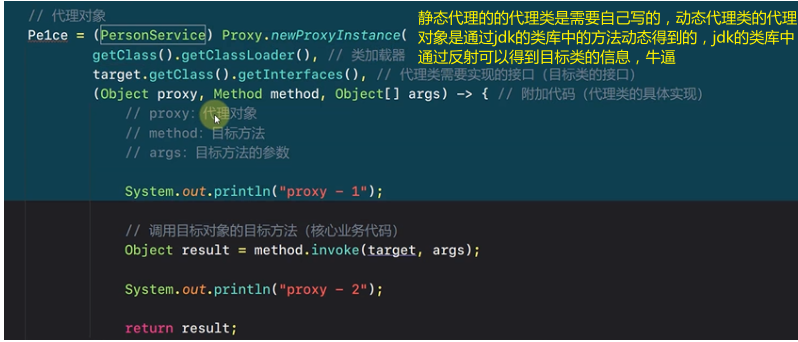 // 代理对象
Pe1ce = (PersonService) Proxy.newProxyInstance(
getClass().getClassLoader(), // 类加载器
target.getClass().getInterfaces(), // 代理类需要实现的接口（目标类的接口）
(Object proxy, Method method, Object[] args) -> { // 附加代码（代理类的具体实现）
// proxy：代理对象
// method：目标方法
// args：目标方法的参数
System.out.println("proxy - 1");
// 调用目标对象的目标方法（核心业务代码）
Object result = method.invoke(target, args);
System.out.println("proxy - 2");
return result;
静态代理的的代理类是需要自己写的，动态代理类的代理
对象是通过jdk的类库中的方法动态得到的，jdk的类库中
通过反射可以得到目标类的信息，牛逼